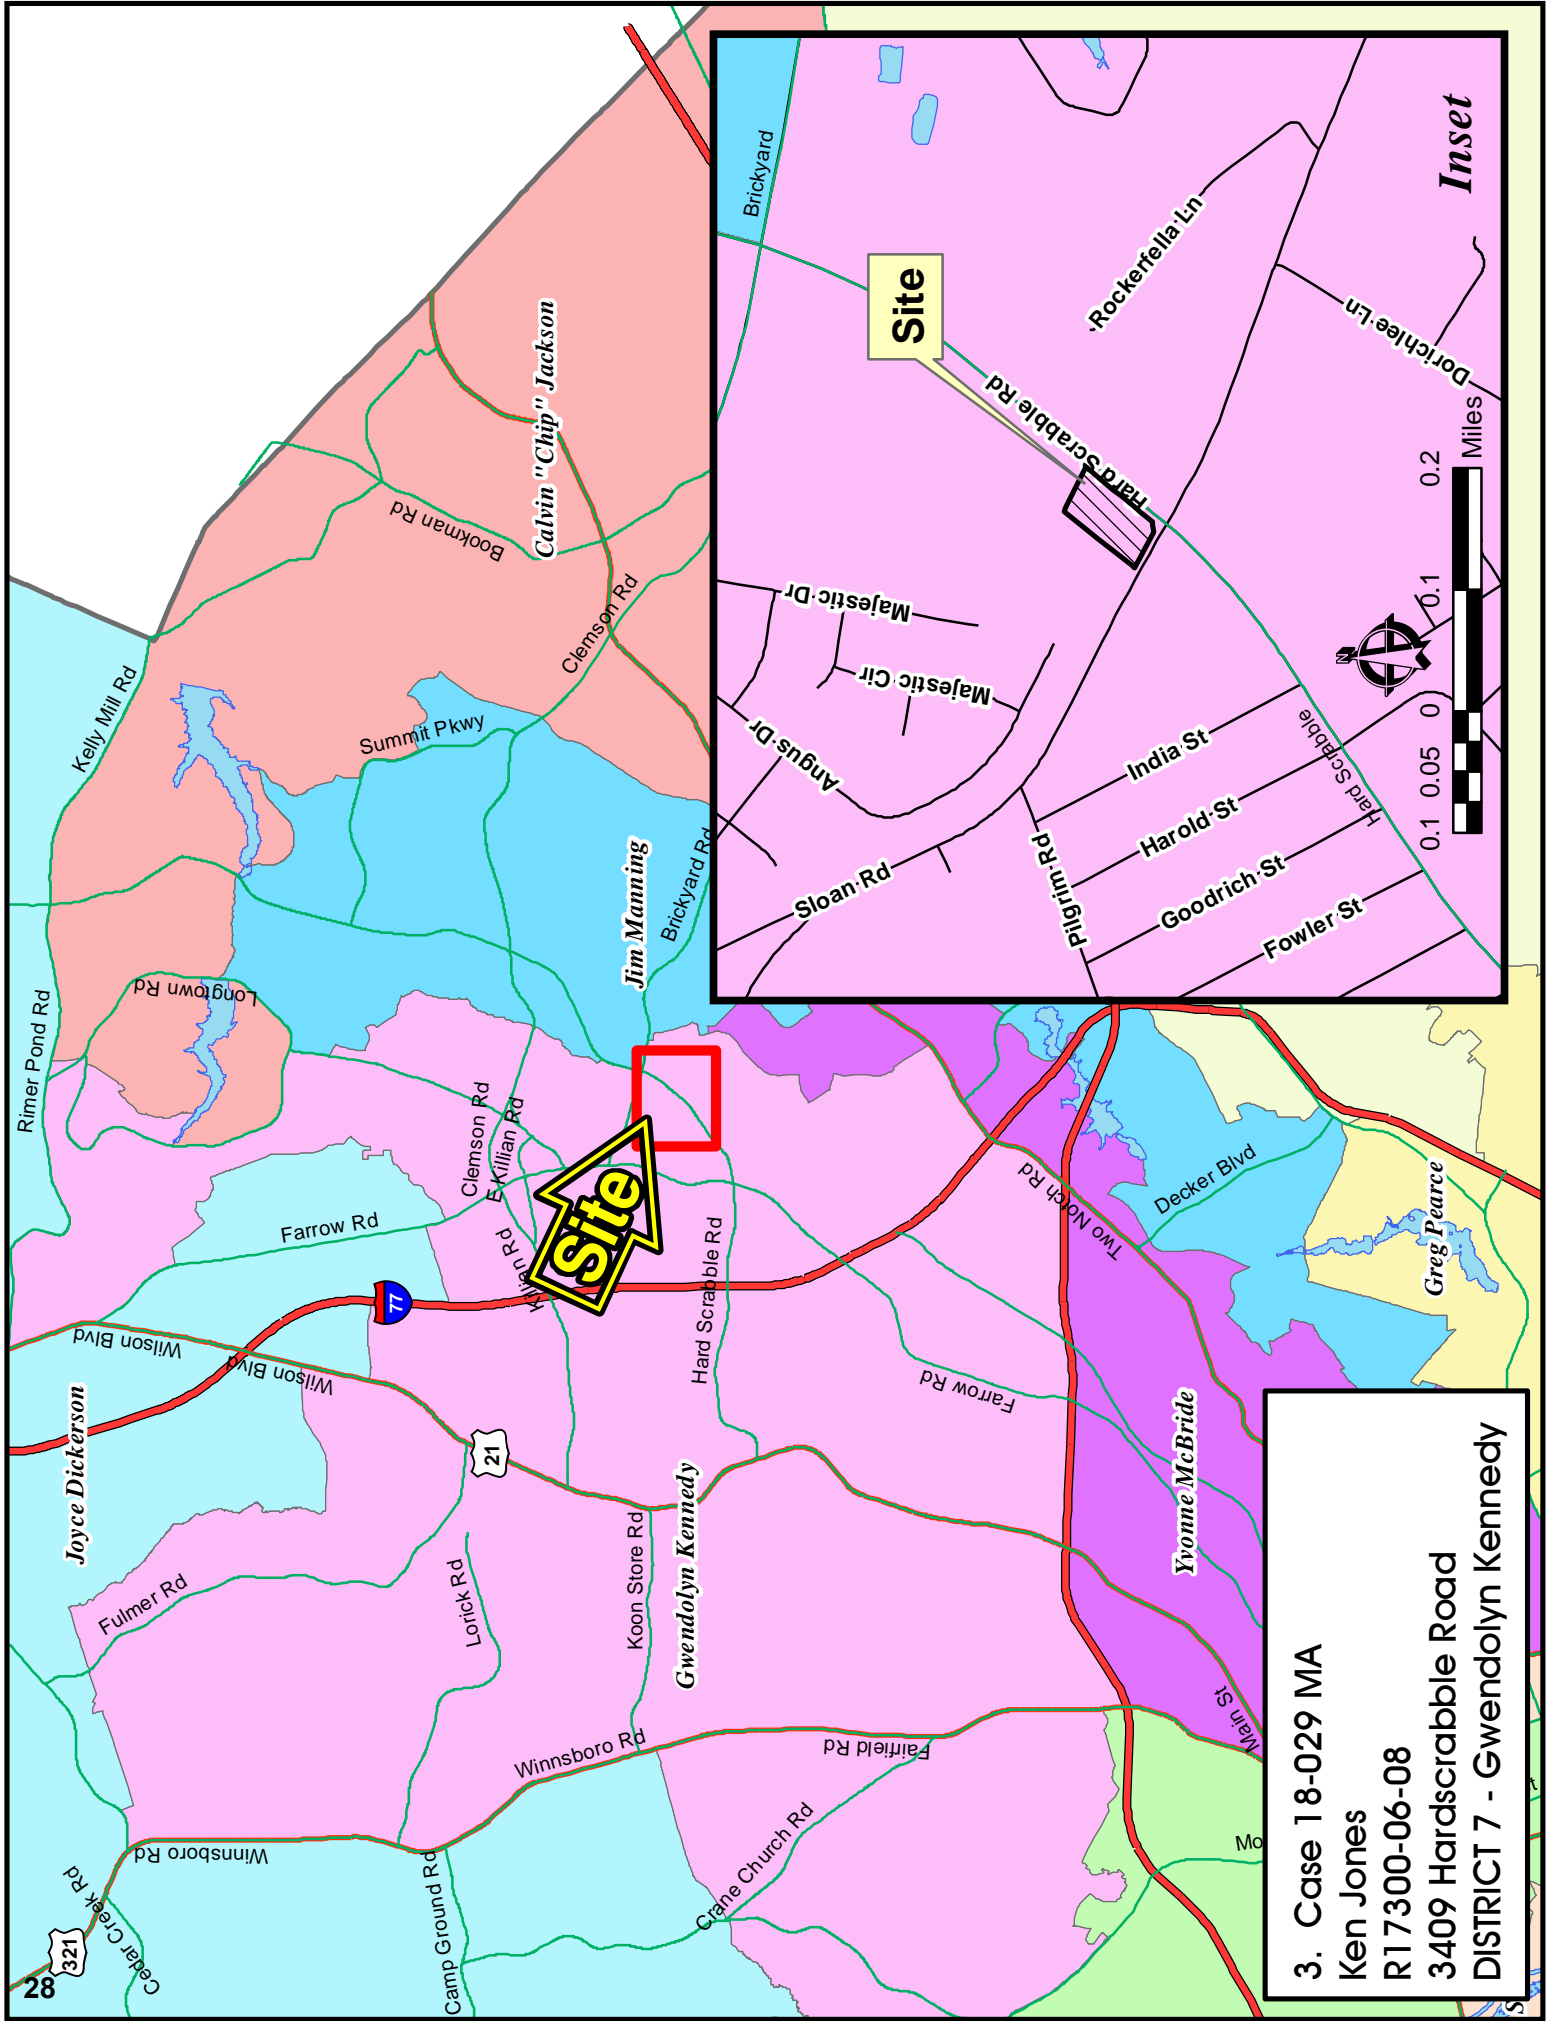 28
321
Cedar Creek Rd
Winnsboro Rd
Camp Ground Rd
Fulmer Rd
Lorick Rd
Joyce Dickerson
Wilson Blvd
Wilson Blvd
77
21
Farrow Rd
Rimer Pond Rd
Longtown Rd
Kelly Mill Rd
Summit Pkwy
Bookman Rd
Clemson Rd
Calvin "Chip" Jackson
Clemson Rd
E Killian Rd
Killian Rd
Site
Jim Manning
Brickyard Rd
Winnsboro Rd
Koon Store Rd
Gwendolyn Kennedy
Hard Scrabble Rd
Crane Church Rd
Fairfield Rd
Farrow Rd
Two Notch Rd
Decker Blvd
Yvonne McBride
Greg Pearce
Main St
Mo
S
Brickyard
Site
Hard Scrabble Rd
Majestic Dr
Majestic Cir
Angus Dr
Sloan Rd
Pilgrim Rd
India St
Harold St
Goodrich St
Fowler St
Hard Scrabble
Rockerfella Ln
Dorichlee Ln
Inset
N
0.1 0.05 0 0.1 0.2
Miles
3. Case 18-029 MA
Ken Jones
R17300-06-08
3409 Hardscrabble Road
DISTRICT 7 - Gwendolyn Kennedy